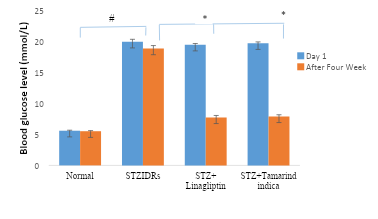 Blood glucose level (mmol/L)
25
20
15
10
5
0
#
*
*
Day 1
After Four Week
Normal
STZIDRs
STZ+
Linagliptin
STZ+Tamarind
indica